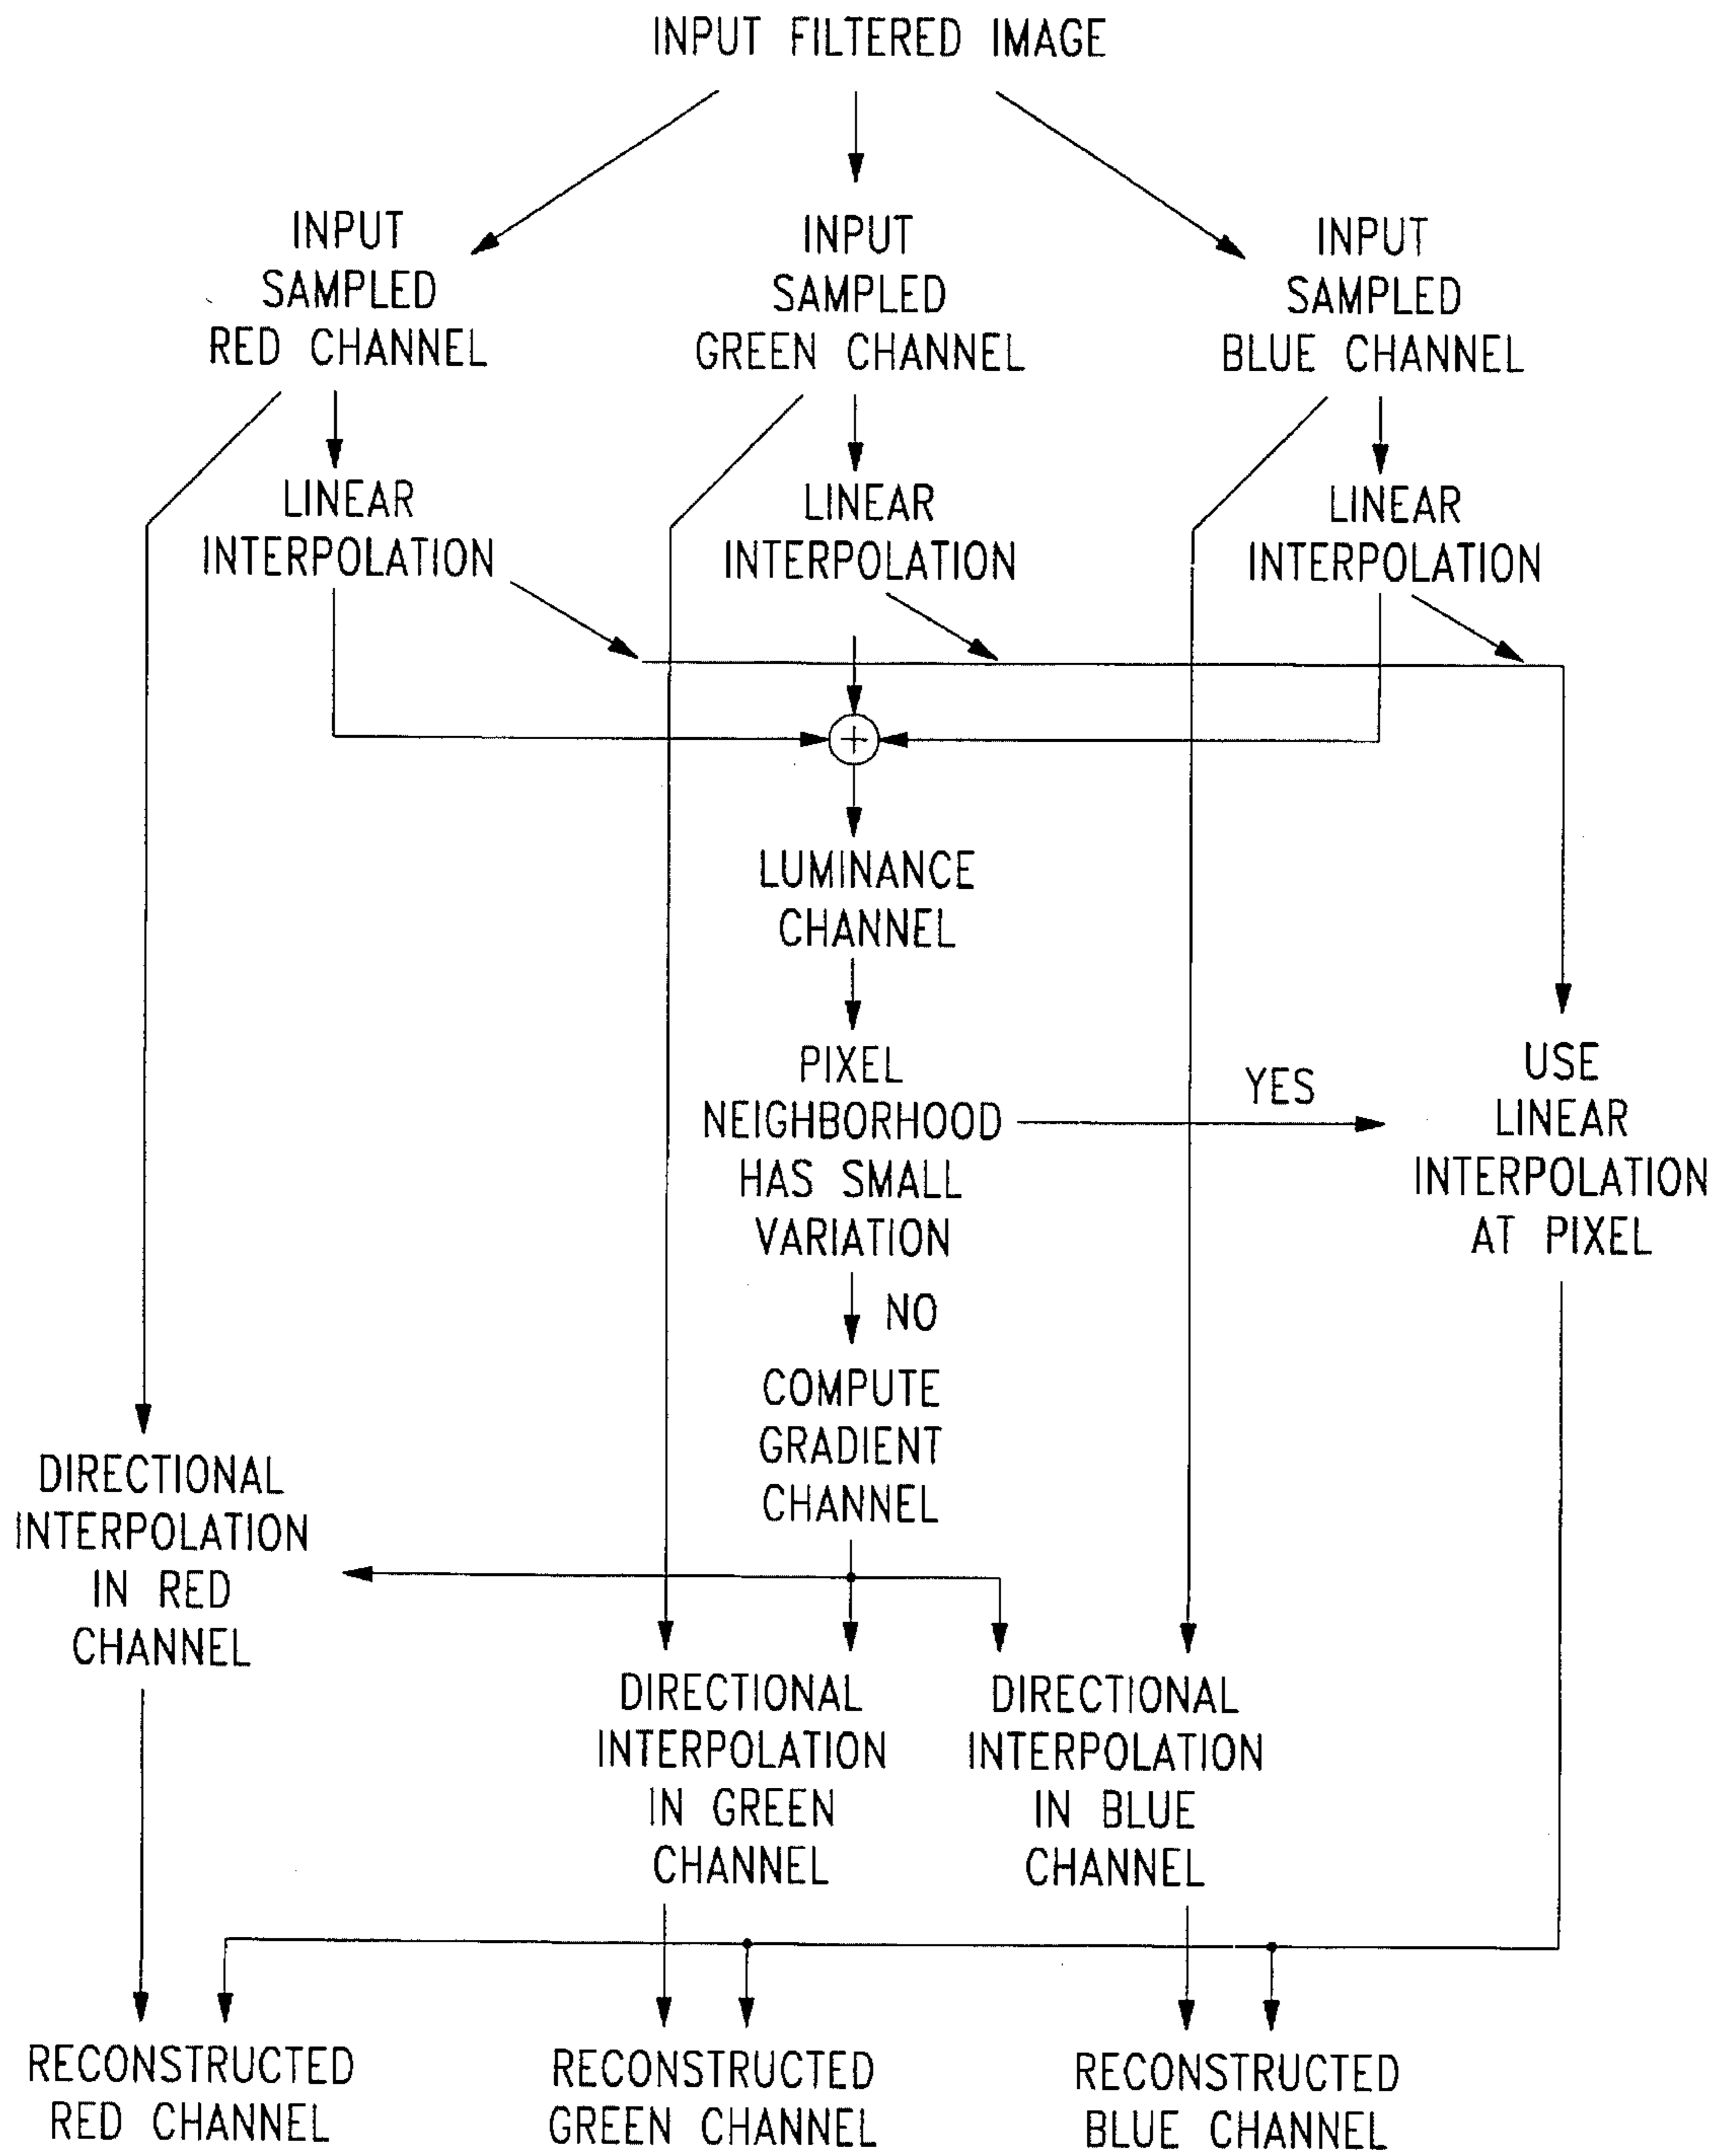 INPUT FILTERED IMAGE
INPUT
SAMPLED
RED CHANNEL
INPUT
SAMPLED
GREEN CHANNEL
INPUT
SAMPLED
BLUE CHANNEL
LINEAR
INTERPOLATION
LINEAR
INTERPOLATION
LINEAR
INTERPOLATION
+
LUMINANCE
CHANNEL
PIXEL
NEIGHBORHOOD
HAS SMALL
VARIATION
YES
USE
LINEAR
INTERPOLATION
AT PIXEL
NO
COMPUTE
GRADIENT
CHANNEL
DIRECTIONAL
INTERPOLATION
IN RED
CHANNEL
DIRECTIONAL
INTERPOLATION
IN GREEN
CHANNEL
DIRECTIONAL
INTERPOLATION
IN BLUE
CHANNEL
RECONSTRUCTED
RED CHANNEL
RECONSTRUCTED
GREEN CHANNEL
RECONSTRUCTED
BLUE CHANNEL